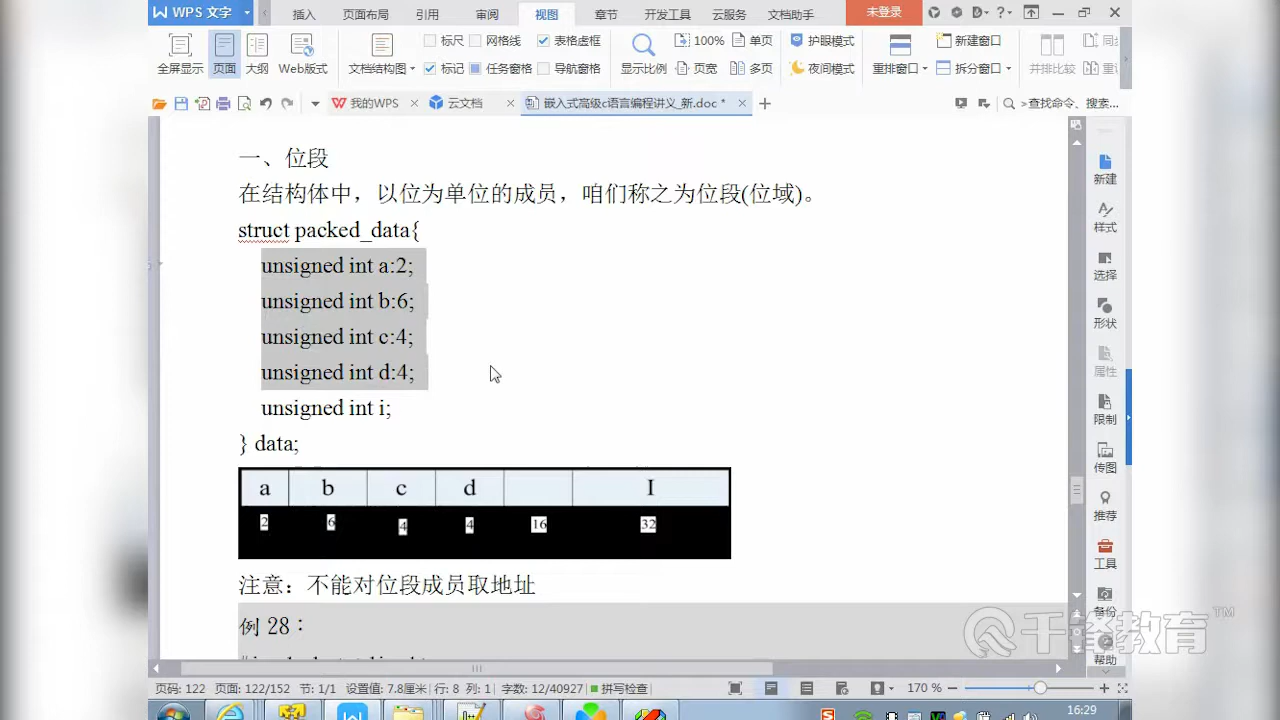 WPS 文字
插入 页面布局 引用 审阅 视图 章节 开发工具 云服务 文档助手 未登录
标尺 网格线 表格虚框 100% 单页 护眼模式 新建窗口
全屏显示 页面 大纲 Web版式 文档结构图 标记 任务窗格 导航窗格 显示比例 页宽 多页 夜间模式 重排窗口 拆分窗口 并排比较
我的WPS 云文档 嵌入式高级c语言编程讲义_新.doc * >查找命令、搜索...
一、位段
在结构体中，以位为单位的成员，咱们称之为位段(位域)。
struct packed_data{
unsigned int a:2;
unsigned int b:6;
unsigned int c:4;
unsigned int d:4;
unsigned int i;
} data;
a b c d I
2 6 4 4 16 32
注意：不能对位段成员取地址
例 28：
新建
样式
选择
形状
属性
限制
传图
推荐
工具
备份
帮助
千锋教育™
页码: 122 页面: 122/152 节: 1/1 设置值: 7.8厘米 行: 8 列: 1 字数: 12/40927 拼写检查 170 %
16:29